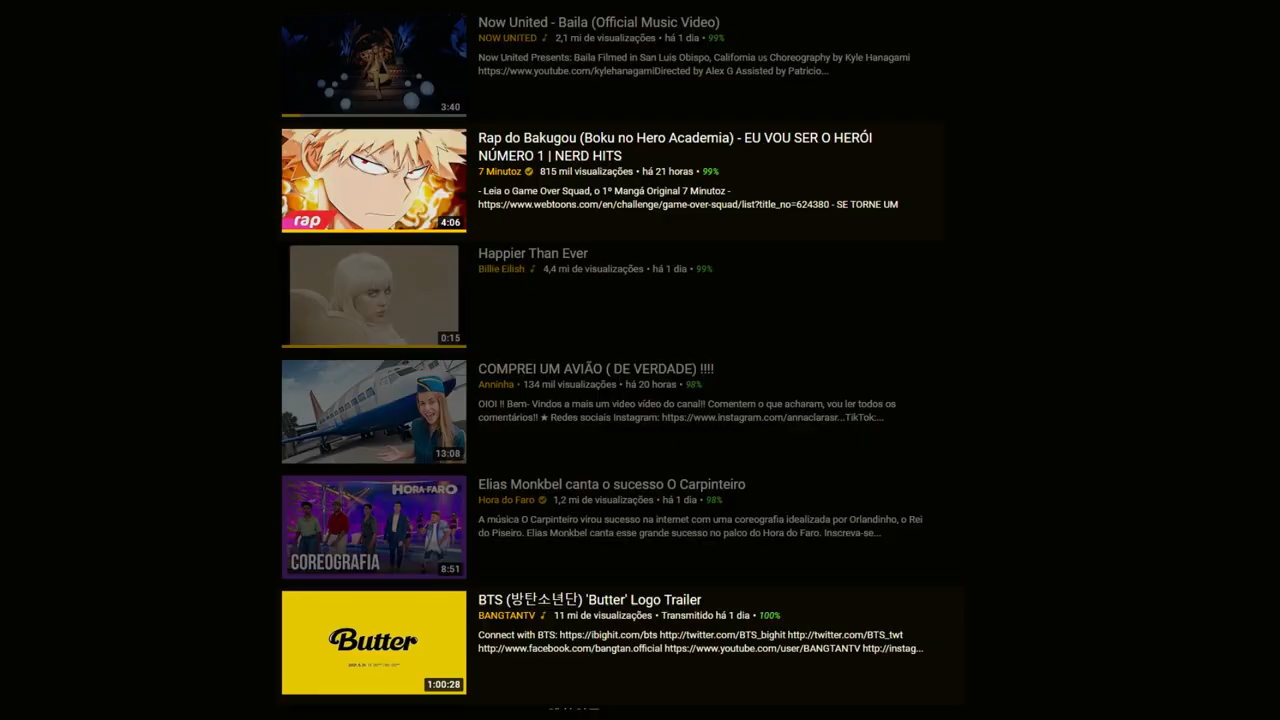 Now United - Baila (Official Music Video)
NOW UNITED 2,1 mi de visualizações • há 1 dia • 99%
Now United Presents: Baila Filmed in San Luis Obispo, California us Choreography by Kyle Hanagami
https://www.youtube.com/kylehanagamiDirected by Alex G Assisted by Patricio...
3:40
Rap do Bakugou (Boku no Hero Academia) - EU VOU SER O HERÓI
NÚMERO 1 | NERD HITS
7 Minutoz 815 mil visualizações • há 21 horas • 99%
- Leia o Game Over Squad, o 1º Mangá Original 7 Minutoz -
https://www.webtoons.com/en/challenge/game-over-squad/list?title_no=624380 - SE TORNE UM
rap
4:06
Happier Than Ever
Billie Eilish 4,4 mi de visualizações • há 1 dia • 99%
0:15
COMPREI UM AVIÃO ( DE VERDADE) !!!!
Anninha • 134 mil visualizações • há 20 horas • 98%
OIOI !! Bem- Vindos a mais um video vídeo do canal!! Comentem o que acharam, vou ler todos os
comentários!! ★ Redes sociais Instagram: https://www.instagram.com/annaclarasr...TikTok:...
13:08
Elias Monkbel canta o sucesso O Carpinteiro
Hora do Faro 1,2 mi de visualizações • há 1 dia • 98%
A música O Carpinteiro virou sucesso na internet com uma coreografia idealizada por Orlandinho, o Rei
do Piseiro. Elias Monkbel canta esse grande sucesso no palco do Hora do Faro. Inscreva-se...
HORA DO FARO
COREOGRAFIA
8:51
BTS (방탄소년단) 'Butter' Logo Trailer
BANGTANTV 11 mi de visualizações • Transmitido há 1 dia • 100%
Connect with BTS: https://ibighit.com/bts http://twitter.com/BTS_bighit http://twitter.com/BTS_twt
http://www.facebook.com/bangtan.official https://www.youtube.com/user/BANGTANTV http://instag...
Butter
1:00:28